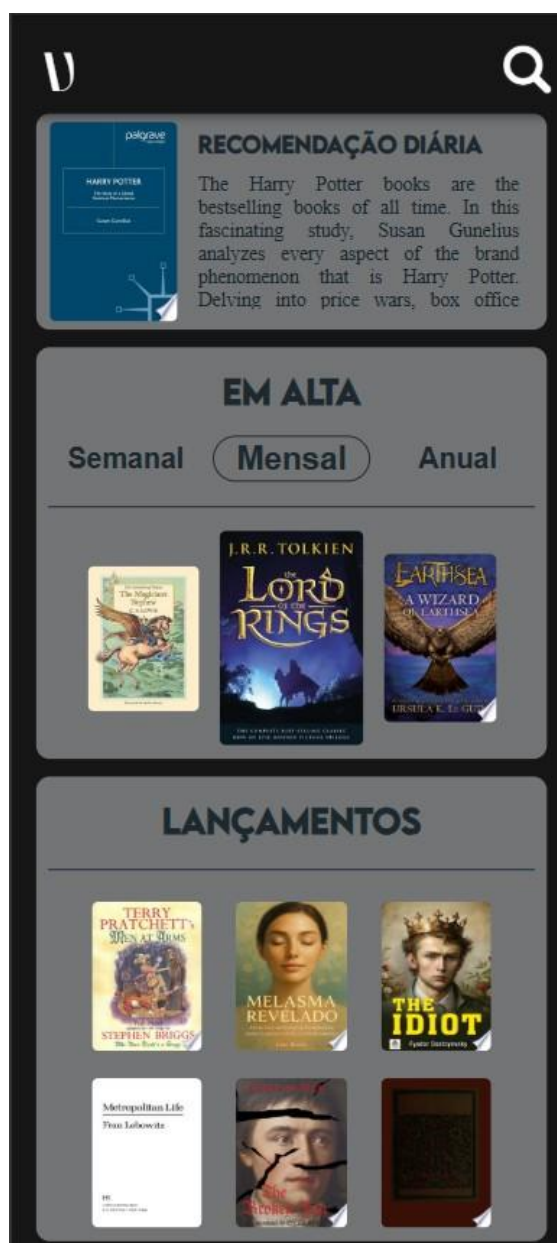 V
palgrave
HARRY POTTER
Susan Gunelius
RECOMENDAÇÃO DIÁRIA
The Harry Potter books are the
bestselling books of all time. In this
fascinating study, Susan Gunelius
analyzes every aspect of the brand
phenomenon that is Harry Potter.
Delving into price wars, box office
EM ALTA
Semanal Mensal Anual
The Magician's
Nephew
C. S. LEWIS
J.R.R. TOLKIEN
the
LORD
OF THE
RINGS
EARTHSEA
A WIZARD
OF EARTHSEA
URSULA K. LE
LANÇAMENTOS
TERRY
PRATCHETT's
MEN AT ARMS
STEPHEN BRIGGS
MELASMA
REVELADO
THE
IDIOT
Fyodor Dostoyevsky
Metropolitan Life
Fran Lebowitz
The